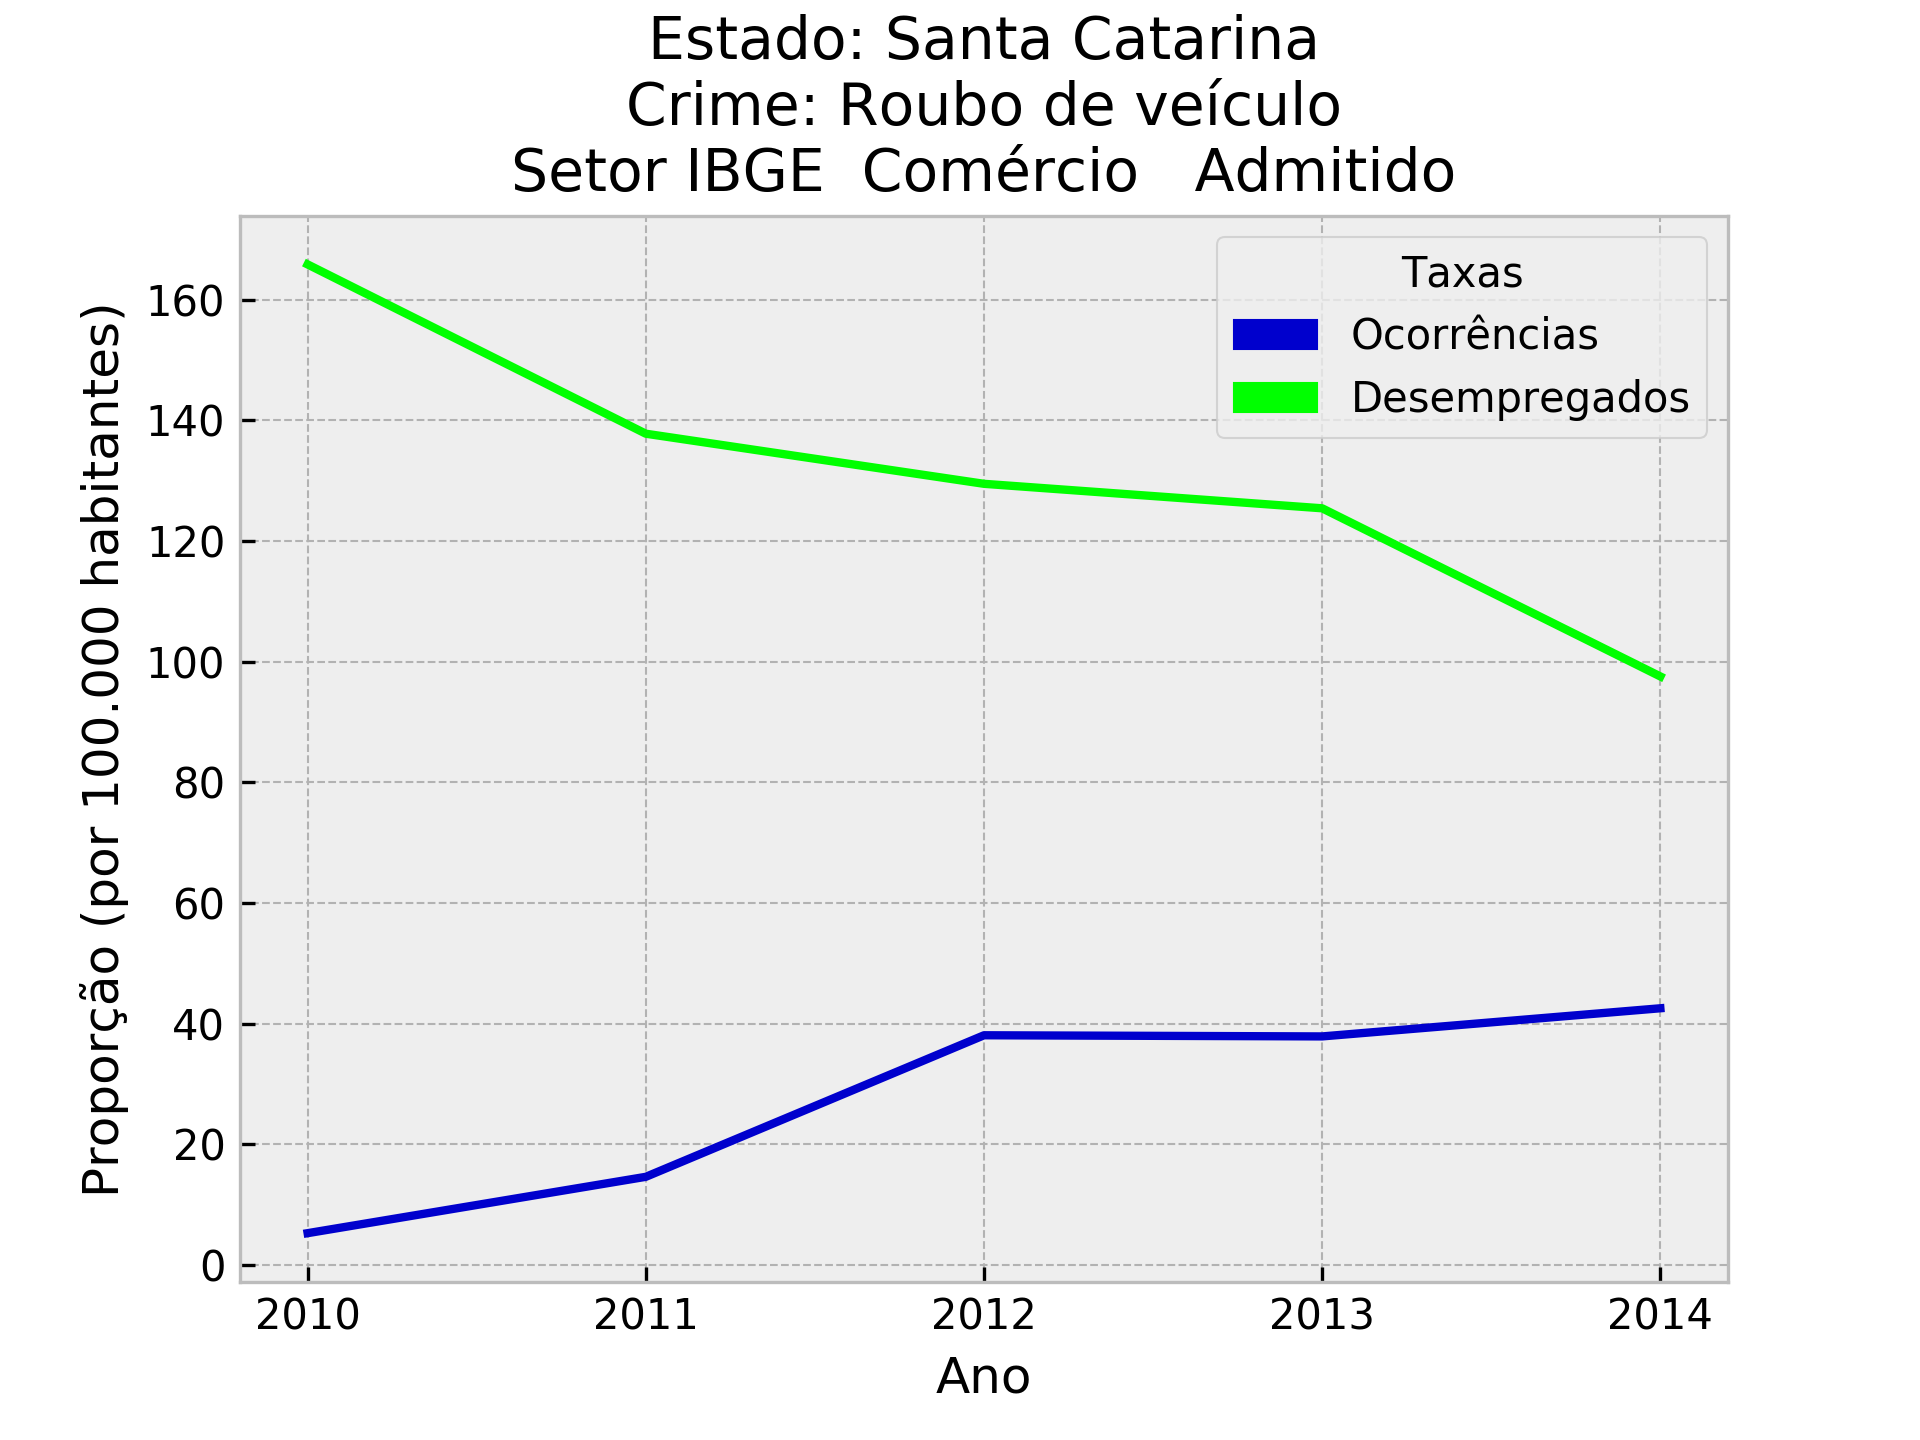 Estado: Santa Catarina
Crime: Roubo de veículo
Setor IBGE  Comércio   Admitido
Taxas
Ocorrências
Desempregados
Proporção (por 100.000 habitantes)
160
140
120
100
80
60
40
20
0
2010 2011 2012 2013 2014
Ano